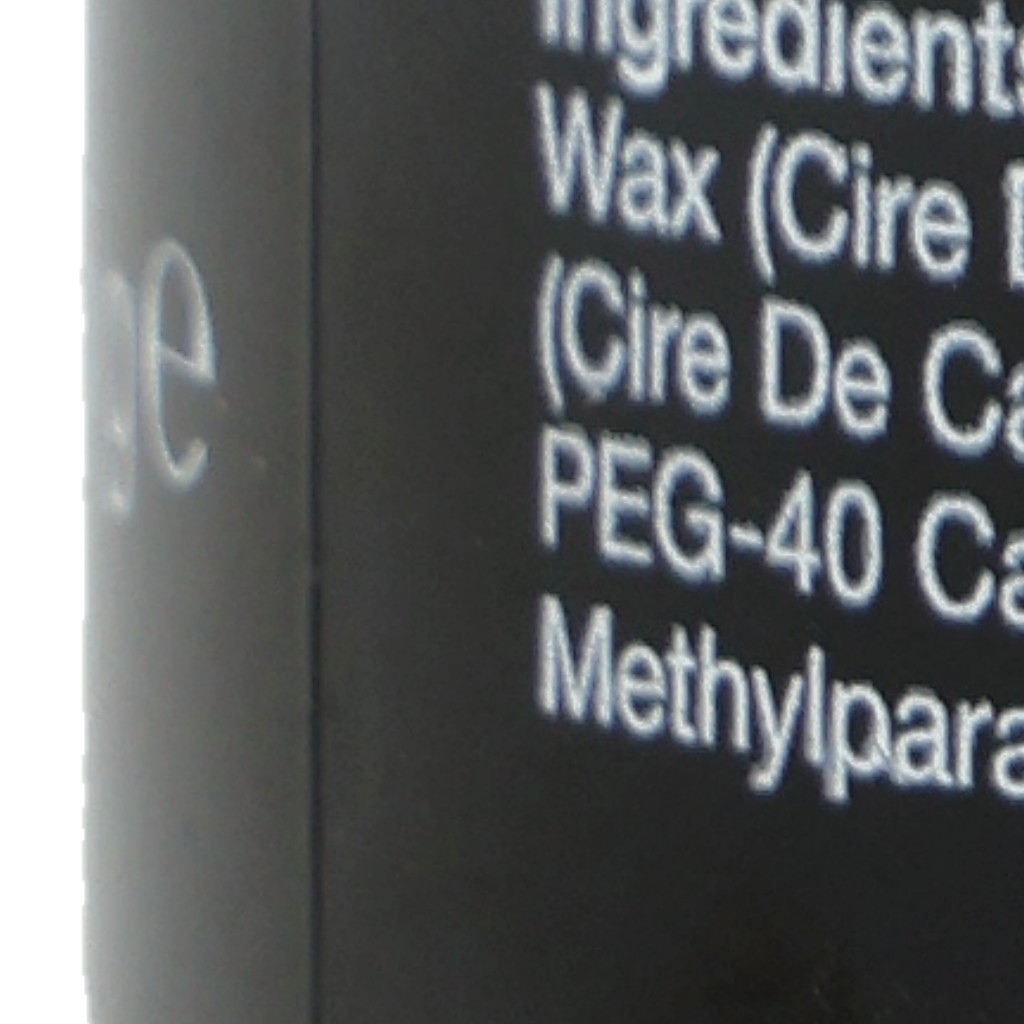 Ingredients
Wax (Cire
(Cire De Ca
PEG-40 Ca
Methylpara